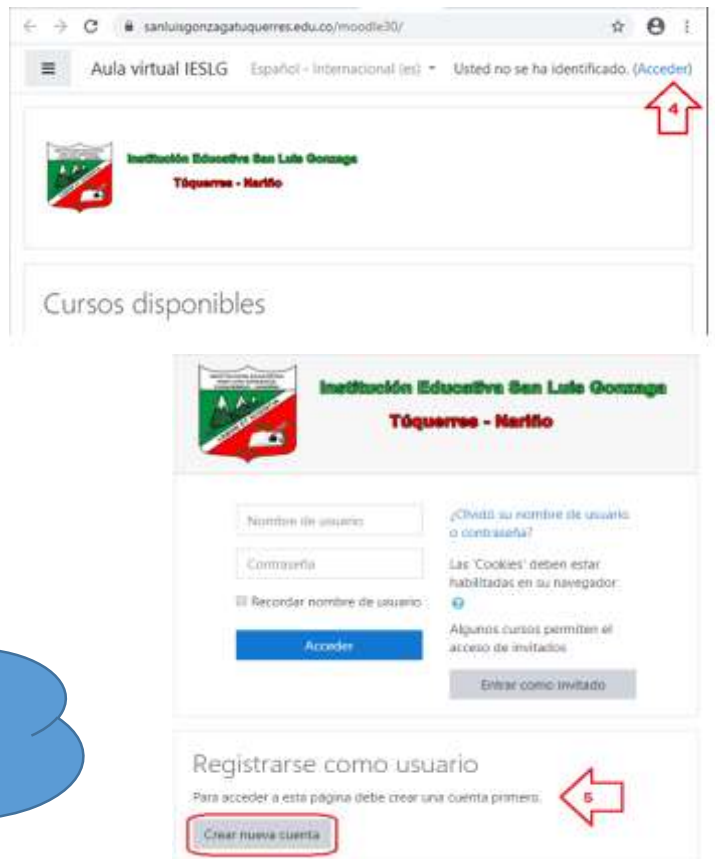 sanluisgonzagatuquerres.edu.co/moodle30/
Aula virtual IESLG Español - Internacional (es) Usted no se ha identificado. (Acceder)
4
Institución Educativa San Luis Gonzaga
Túquerres - Nariño
Cursos disponibles
Institución Educativa San Luis Gonzaga
Túquerres - Nariño
Nombre de usuario
Contraseña
Recordar nombre de usuario
Acceder
¿Olvidó su nombre de usuario
o contraseña?
Las 'Cookies' deben estar
habilitadas en su navegador
Algunos cursos permiten el
acceso de invitados
Entrar como invitado
Registrarse como usuario
Para acceder a esta página debe crear una cuenta primero.
5
Crear nueva cuenta